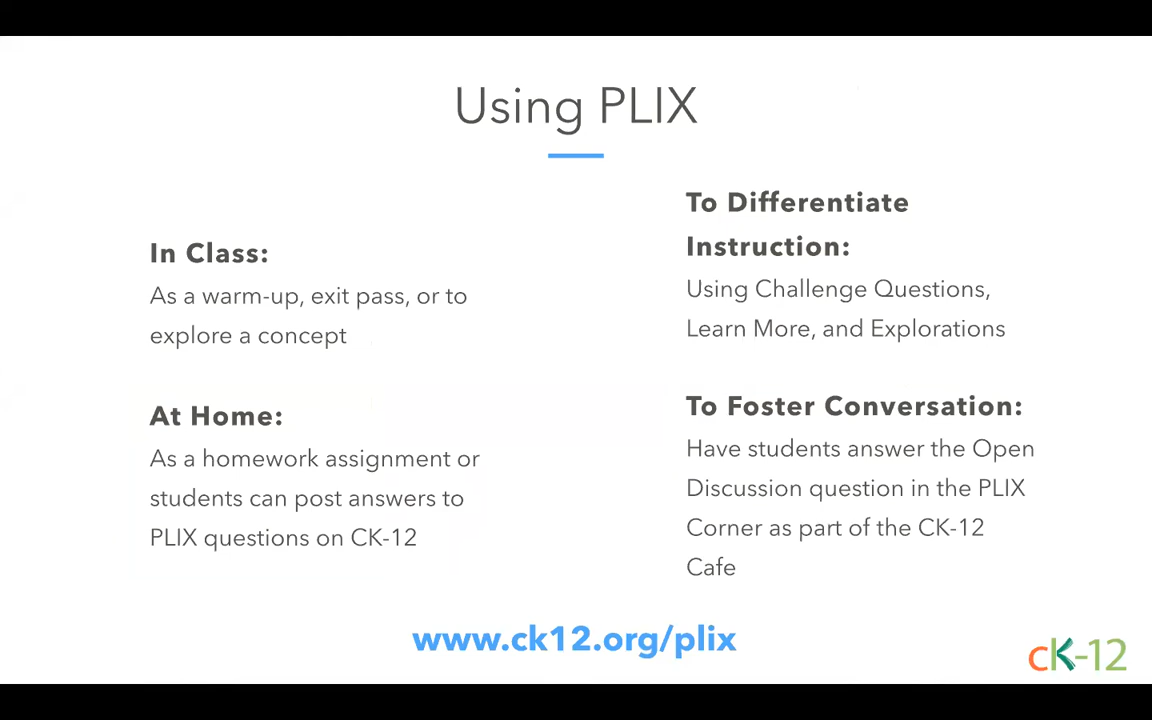 Using PLIX
In Class:
As a warm-up, exit pass, or to
explore a concept
At Home:
As a homework assignment or
students can post answers to
PLIX questions on CK-12
To Differentiate
Instruction:
Using Challenge Questions,
Learn More, and Explorations
To Foster Conversation:
Have students answer the Open
Discussion question in the PLIX
Corner as part of the CK-12
Cafe
www.ck12.org/plix
cK-12